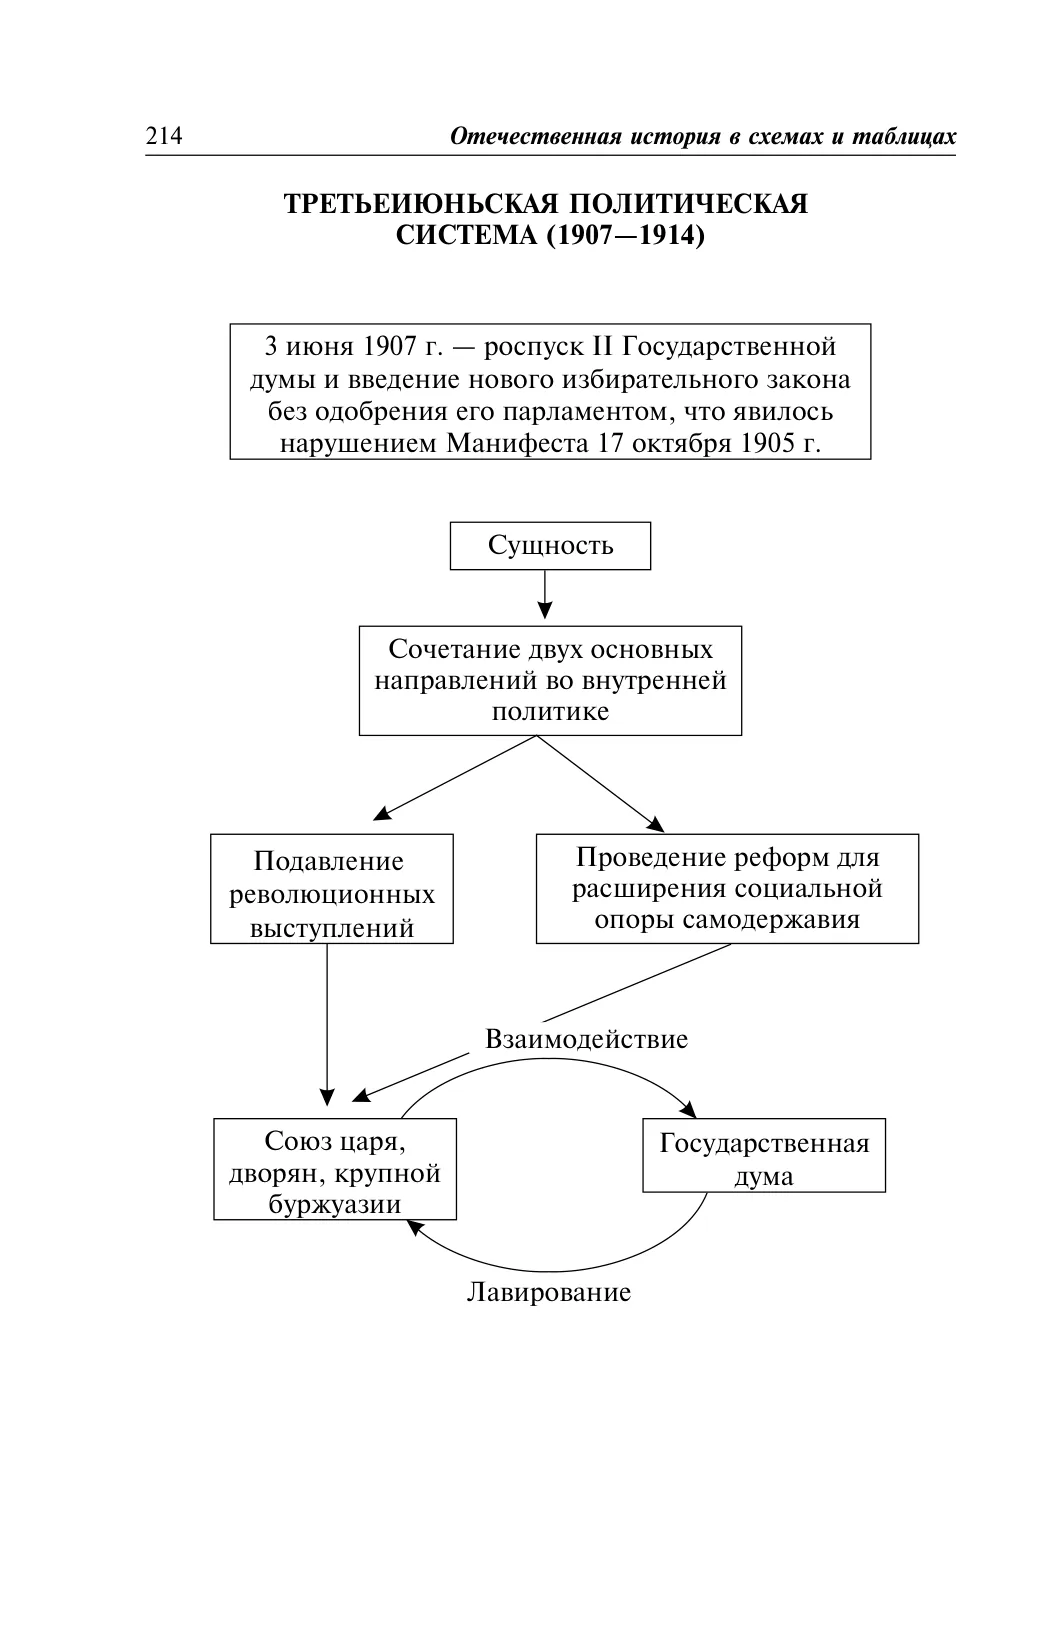 214
Отечественная история в схемах и таблицах
ТРЕТЬЕИЮНЬСКАЯ ПОЛИТИЧЕСКАЯ
СИСТЕМА (1907—1914)
3 июня 1907 г. — роспуск II Государственной
думы и введение нового избирательного закона
без одобрения его парламентом, что явилось
нарушением Манифеста 17 октября 1905 г.
Сущность
Сочетание двух основных
направлений во внутренней
политике
Подавление
революционных
выступлений
Проведение реформ для
расширения социальной
опоры самодержавия
Взаимодействие
Союз царя,
дворян, крупной
буржуазии
Государственная
дума
Лавирование